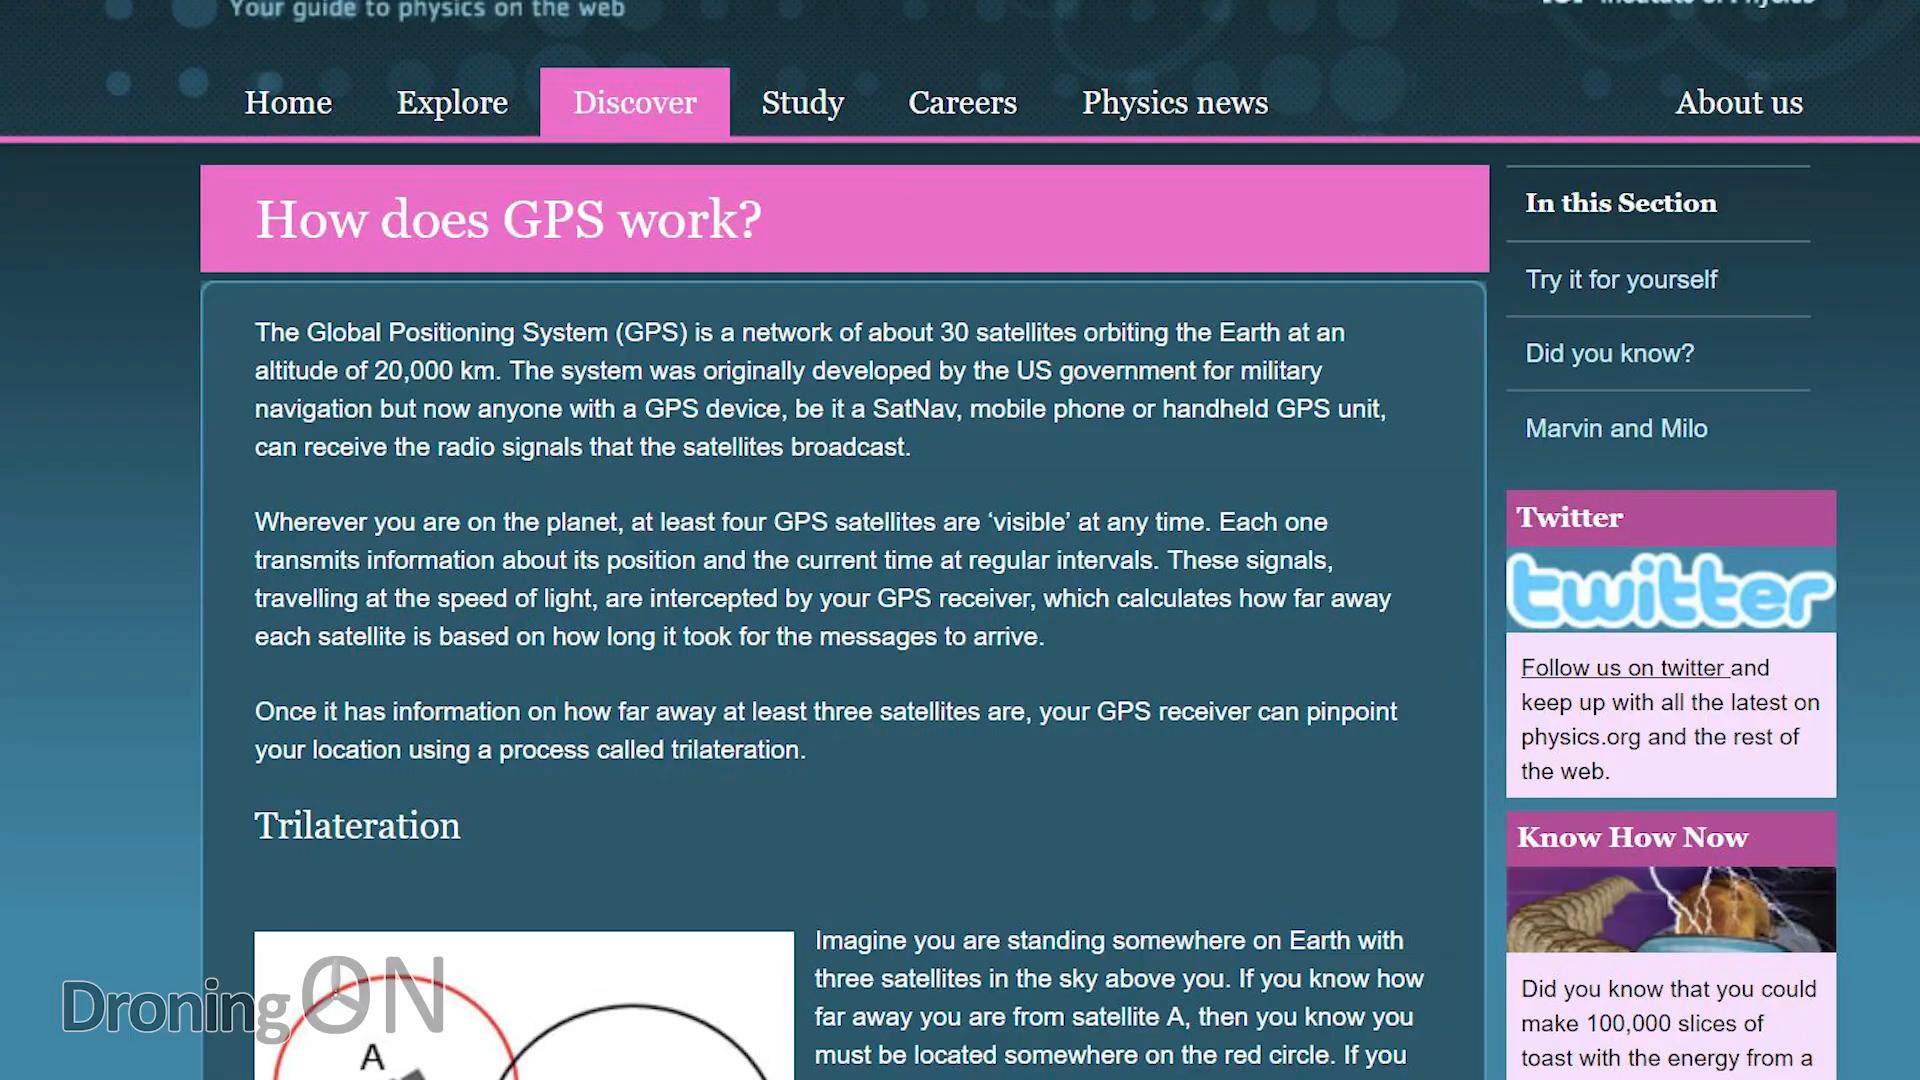 Your guide to physics on the web
Institute of Physics
Home Explore Discover Study Careers Physics news About us
How does GPS work?
The Global Positioning System (GPS) is a network of about 30 satellites orbiting the Earth at an
altitude of 20,000 km. The system was originally developed by the US government for military
navigation but now anyone with a GPS device, be it a SatNav, mobile phone or handheld GPS unit,
can receive the radio signals that the satellites broadcast.
Wherever you are on the planet, at least four GPS satellites are ‘visible’ at any time. Each one
transmits information about its position and the current time at regular intervals. These signals,
travelling at the speed of light, are intercepted by your GPS receiver, which calculates how far away
each satellite is based on how long it took for the messages to arrive.
Once it has information on how far away at least three satellites are, your GPS receiver can pinpoint
your location using a process called trilateration.
Trilateration
A
Imagine you are standing somewhere on Earth with
three satellites in the sky above you. If you know how
far away you are from satellite A, then you know you
must be located somewhere on the red circle. If you
DroningON
In this Section
Try it for yourself
Did you know?
Marvin and Milo
Twitter
twitter
Follow us on twitter and
keep up with all the latest on
physics.org and the rest of
the web.
Know How Now
Did you know that you could
make 100,000 slices of
toast with the energy from a